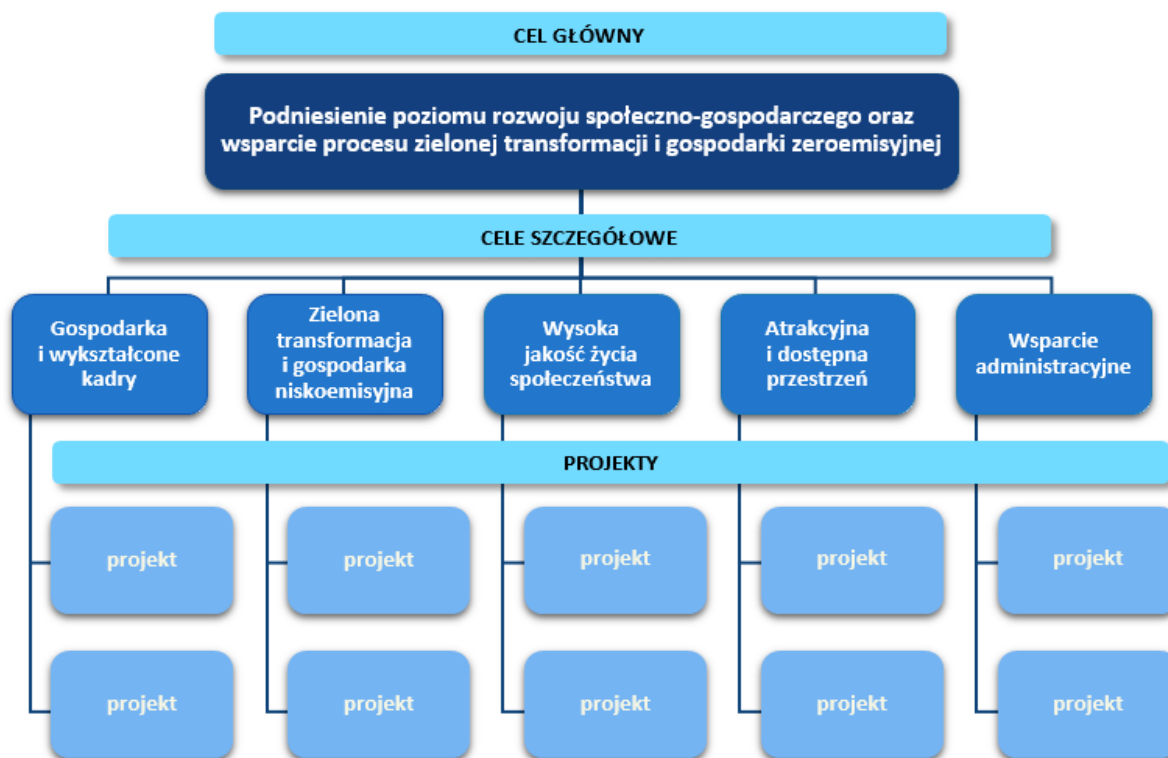 CEL GŁÓWNY
Podniesienie poziomu rozwoju społeczno-gospodarczego oraz
wsparcie procesu zielonej transformacji i gospodarki zeroemisyjnej
CELE SZCZEGÓŁOWE
Gospodarka
i wykształcone
kadry
Zielona
transformacja
i gospodarka
niskoemisyjna
Wysoka
jakość życia
społeczeństwa
Atrakcyjna
i dostępna
przestrzeń
Wsparcie
administracyjne
PROJEKTY
projekt
projekt
projekt
projekt
projekt
projekt
projekt
projekt
projekt
projekt